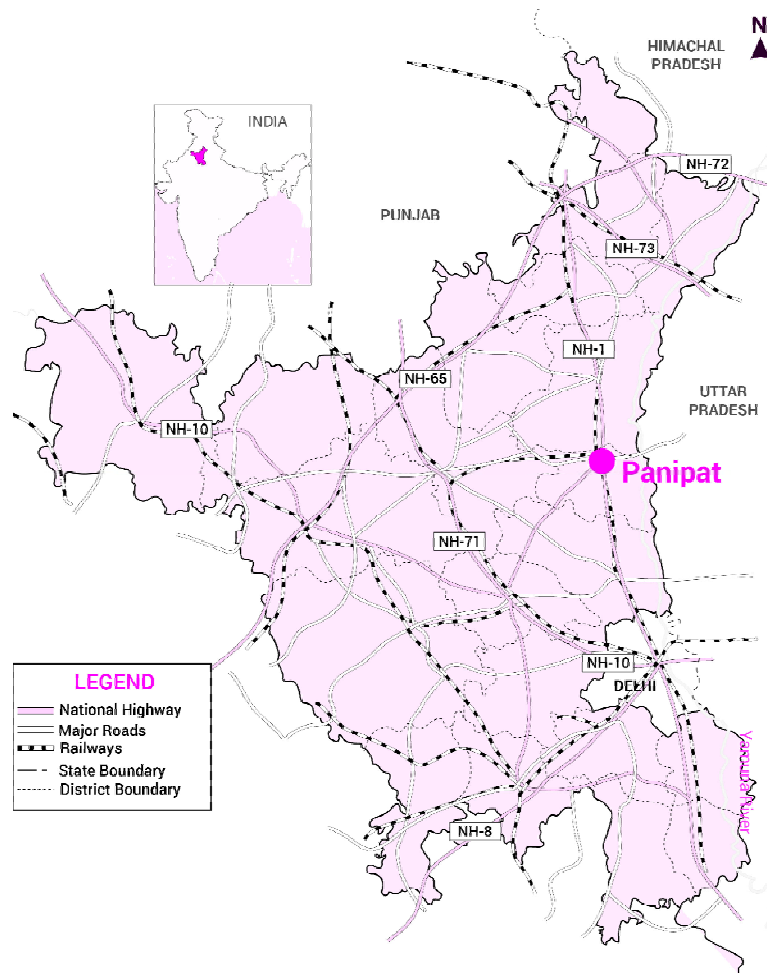 N
HIMACHAL
PRADESH
INDIA
NH-72
PUNJAB
NH-73
NH-1
NH-65
UTTAR
PRADESH
NH-10
Panipat
NH-71
NH-10
DELHI
LEGEND
National Highway
Major Roads
Railways
State Boundary
District Boundary
NH-8
River